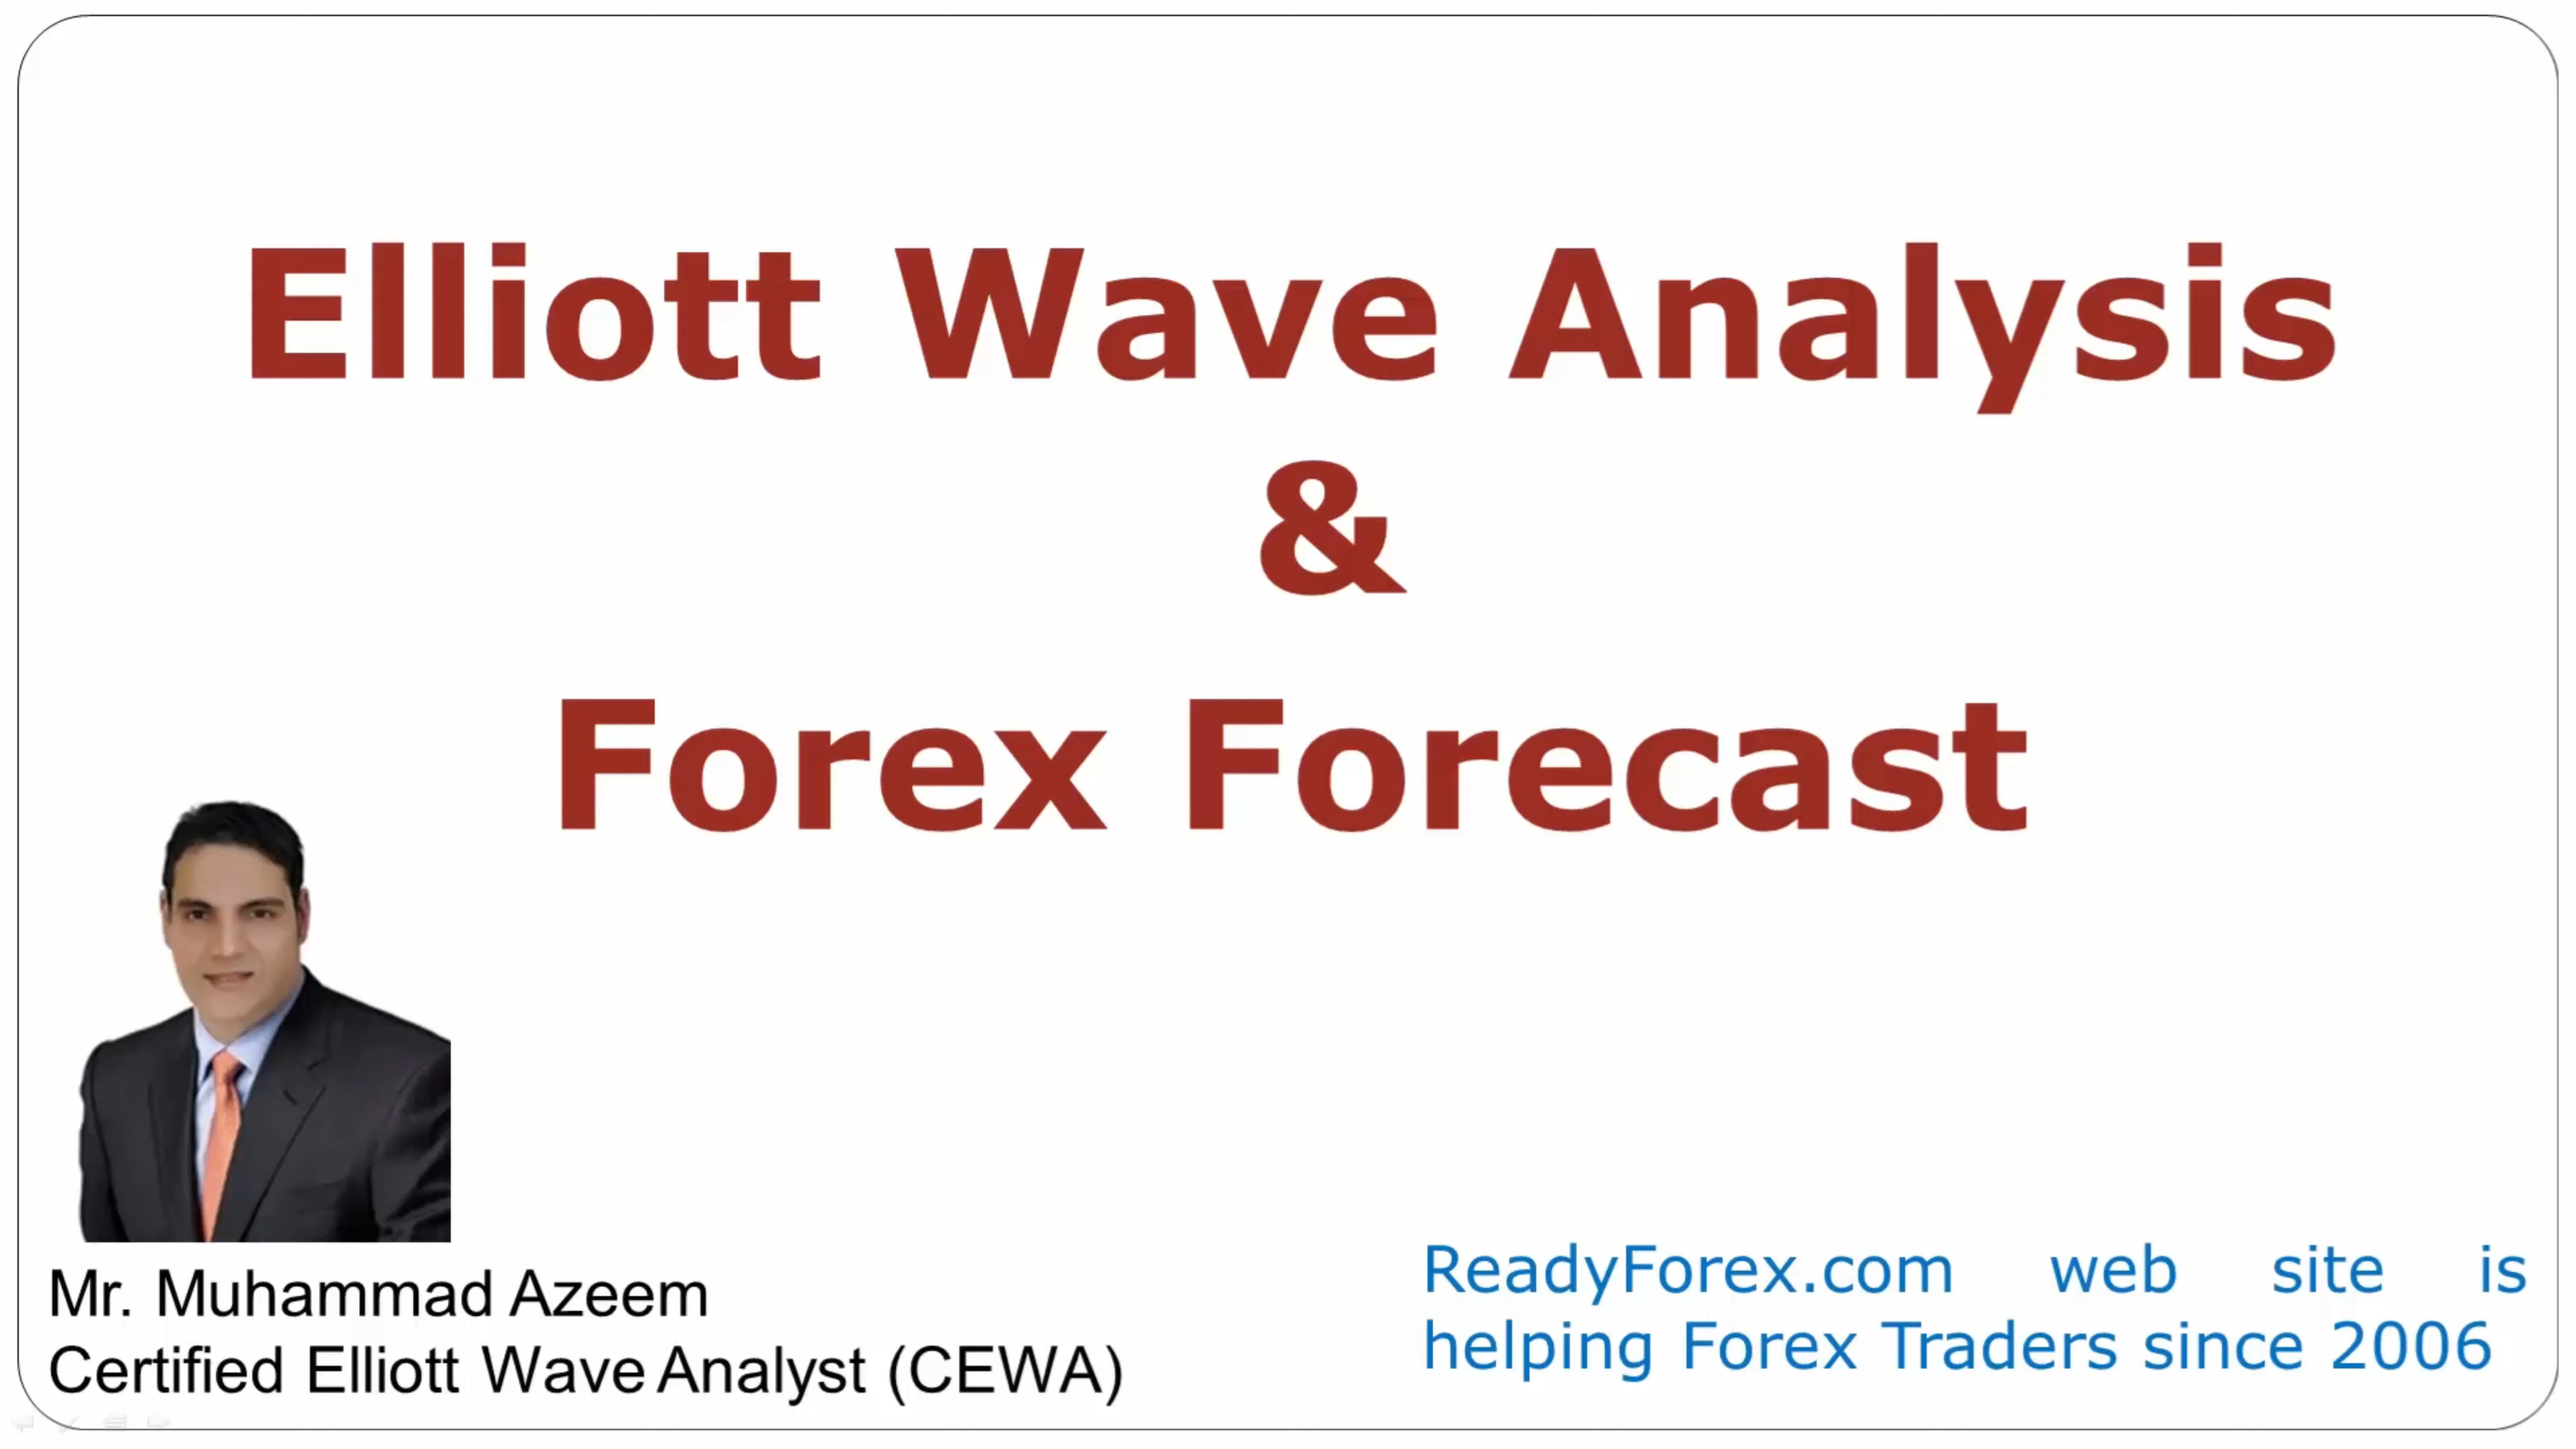 Elliott Wave Analysis
&
Forex Forecast
Mr. Muhammad Azeem
Certified Elliott Wave Analyst (CEWA)
ReadyForex.com web site is
helping Forex Traders since 2006